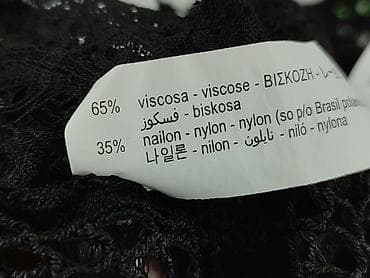 65% viscosa - viscose - ΒΙΣΚΟΖΗ -
فسكوز - biskosa
35% nailon - nylon - nylon (so p/o Brasil
나일론 - nilon - نايلون - niló - nylona